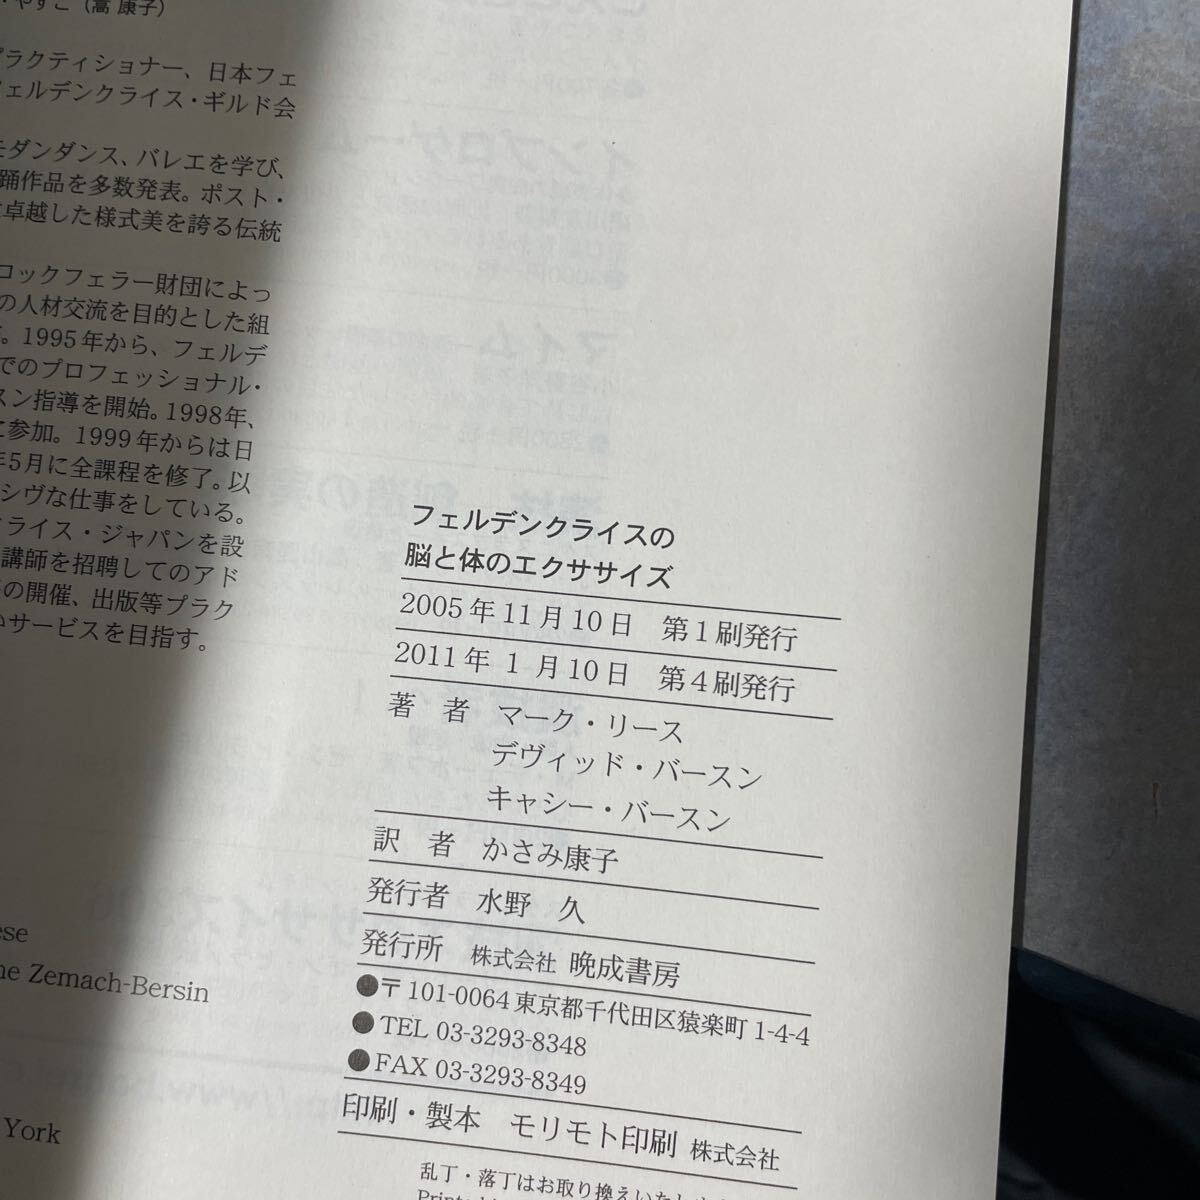 やすこ（嵩 康子）
プラクティショナー、日本フェ
フェルデンクライス・ギルド会
モダンダンス、バレエを学び、
踊作品を多数発表。ポスト・
卓越した様式美を誇る伝統
ロックフェラー財団によっ
の人材交流を目的とした組
。1995年から、フェルデ
でのプロフェッショナル・
スン指導を開始。1998年、
に参加。1999年からは日
年5月に全課程を修了。以
シヴな仕事をしている。
ライス・ジャパンを設
講師を招聘してのアド
の開催、出版等プラク
いサービスを目指す。
ese
ne Zemach-Bersin
York
フェルデンクライスの
脳と体のエクササイズ
2005年11月10日　第1刷発行
2011年 1月10日　第4刷発行
著　者　マーク・リース
デヴィッド・バースン
キャシー・バースン
訳　者　かさみ康子
発行者　水野　久
発行所　株式会社 晩成書房
●〒101-0064 東京都千代田区猿楽町 1-4-4
●TEL 03-3293-8348
●FAX 03-3293-8349
印刷・製本　モリモト印刷 株式会社
乱丁・落丁はお取り換えいたします